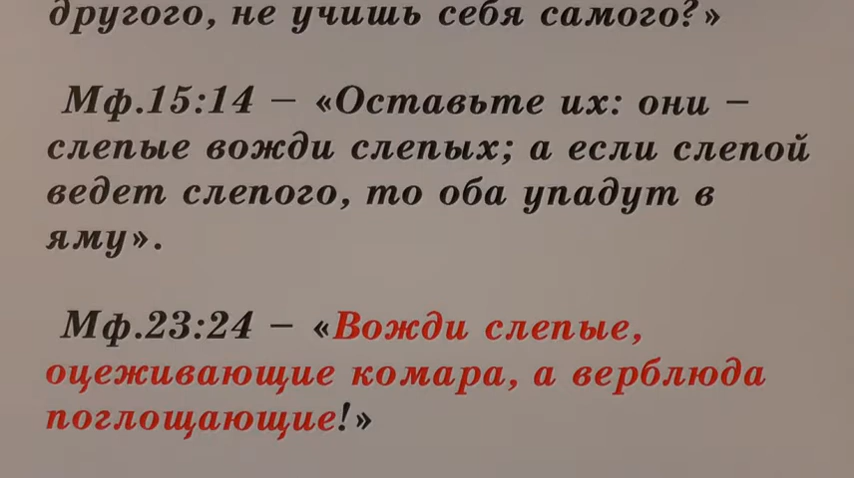 другого, не учишь себя самого?»
Мф.15:14 – «Оставьте их: они –
слепые вожди слепых; а если слепой
ведет слепого, то оба упадут в
яму».
Мф.23:24 – «Вожди слепые,
оцеживающие комара, а верблюда
поглощающие!»